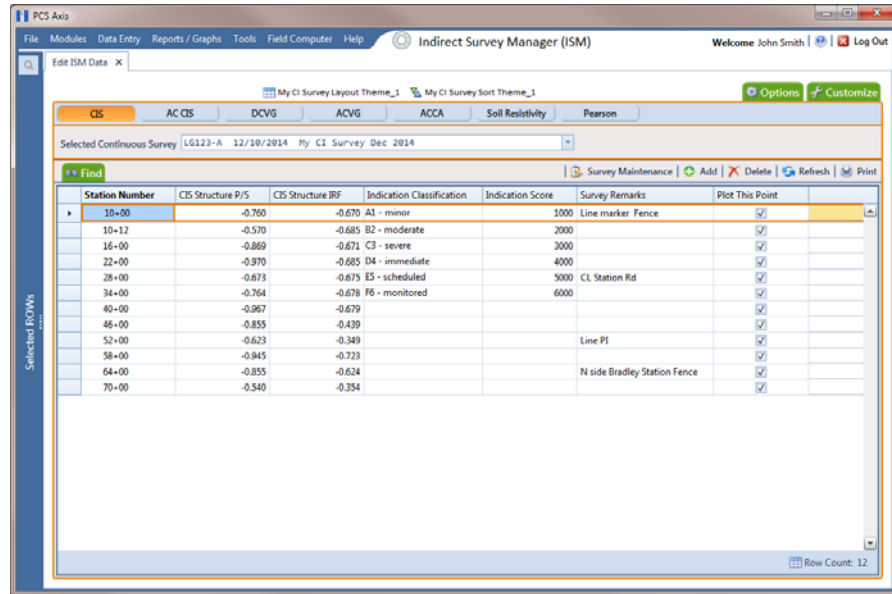 PCS Axis
File Modules Data Entry Reports / Graphs Tools Field Computer Help Indirect Survey Manager (ISM) Welcome John Smith | | Log Out
Edit ISM Data X
My CI Survey Layout Theme_1 My CI Survey Sort Theme_1 Options Customize
CIS AC CIS DCVG ACVG ACCA Soil Resistivity Pearson
Selected Continuous Survey LG123-A 12/10/2014 My CI Survey Dec 2014
Find | Survey Maintenance | Add | Delete | Refresh | Print
Station Number CIS Structure P/S CIS Structure IRF Indication Classification Indication Score Survey Remarks Plot This Point
10+00 -0.760 -0.670 A1 - minor 1000 Line marker Fence
10+12 -0.570 -0.685 B2 - moderate 2000
16+00 -0.869 -0.671 C3 - severe 3000
22+00 -0.970 -0.685 D4 - immediate 4000
28+00 -0.673 -0.675 E5 - scheduled 5000 CL Station Rd
34+00 -0.764 -0.678 F6 - monitored 6000
40+00 -0.967 -0.679
46+00 -0.855 -0.439
52+00 -0.623 -0.349 Line PI
58+00 -0.945 -0.723
64+00 -0.855 -0.624 N side Bradley Station Fence
70+00 -0.540 -0.354
Selected ROWs
Row Count: 12